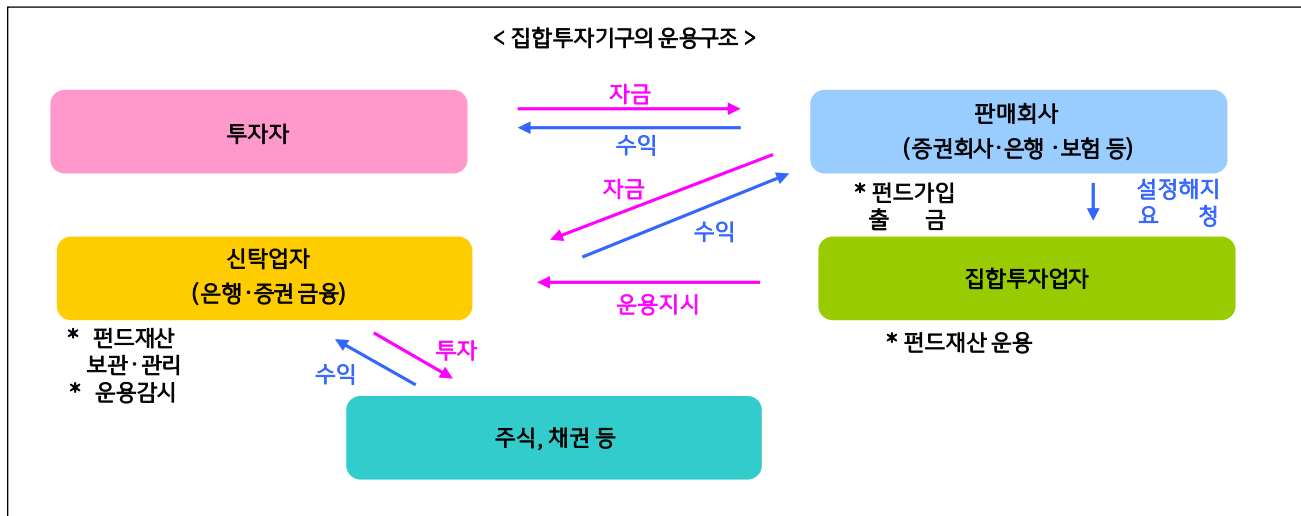 < 집합투자기구의 운용구조 >
투자자
자금
수익
판매회사
(증권회사·은행 ·보험 등)
자금
수익
* 펀드가입
출 금
설정해지
요 청
신탁업자
(은행·증권 금융)
운용지시
집합투자업자
* 펀드재산
보관·관리
* 운용감시
* 펀드재산 운용
투자
수익
주식, 채권 등